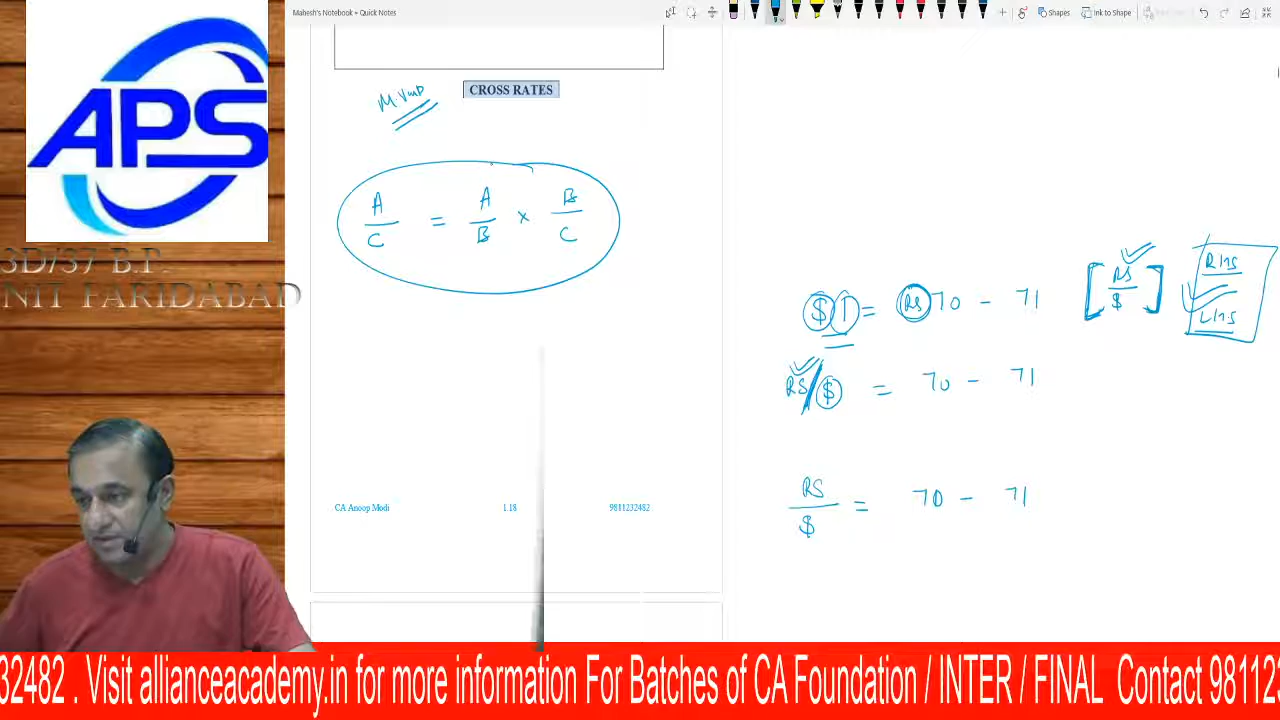 Mahesh's Notebook + Quick Notes
Shapes
Ink to Shape
APS
3D/37 B.P.
NIT FARIDABAD
CROSS RATES
M.Vimp
A/C = A/B × B/C
$ 1 = RS 70 - 71 [RS/$]
RHS
LHS
RS/$ = 70 - 71
RS/$ = 70 - 71
CA Anoop Modi 1.18 9811232482
32482 . Visit allianceacademy.in for more information For Batches of CA Foundation / INTER / FINAL Contact 98112